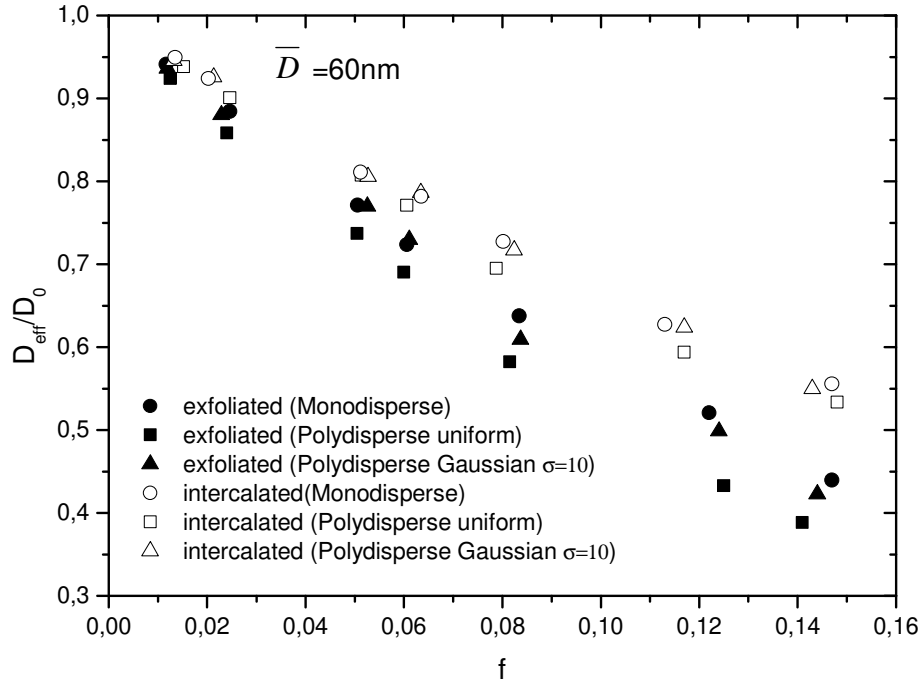 1,0
0,9
0,8
0,7
0,6
0,5
0,4
0,3
D_eff/D_0
D̅ =60nm
exfoliated (Monodisperse)
exfoliated (Polydisperse uniform)
exfoliated (Polydisperse Gaussian σ=10)
intercalated(Monodisperse)
intercalated (Polydisperse uniform)
intercalated (Polydisperse Gaussian σ=10)
0,00 0,02 0,04 0,06 0,08 0,10 0,12 0,14 0,16
f